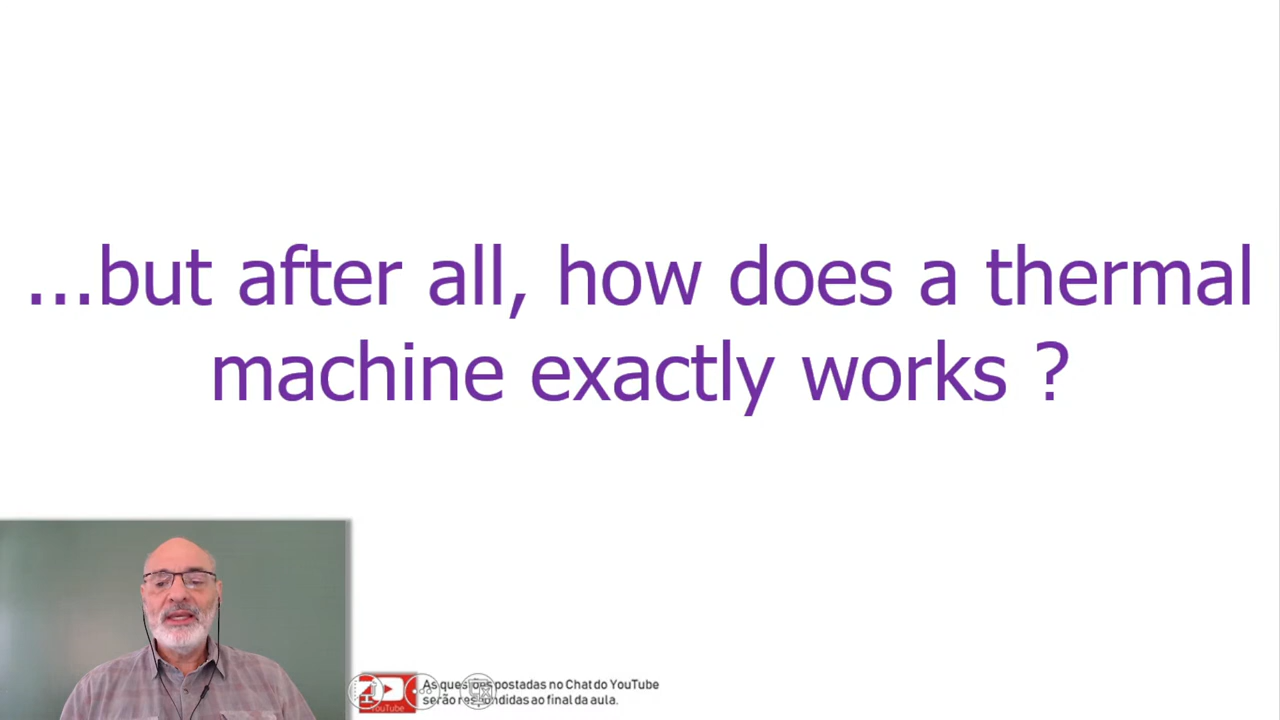 ...but after all, how does a thermal
machine exactly works ?
YouTube
As questões postadas no Chat do YouTube
serão respondidas ao final da aula.